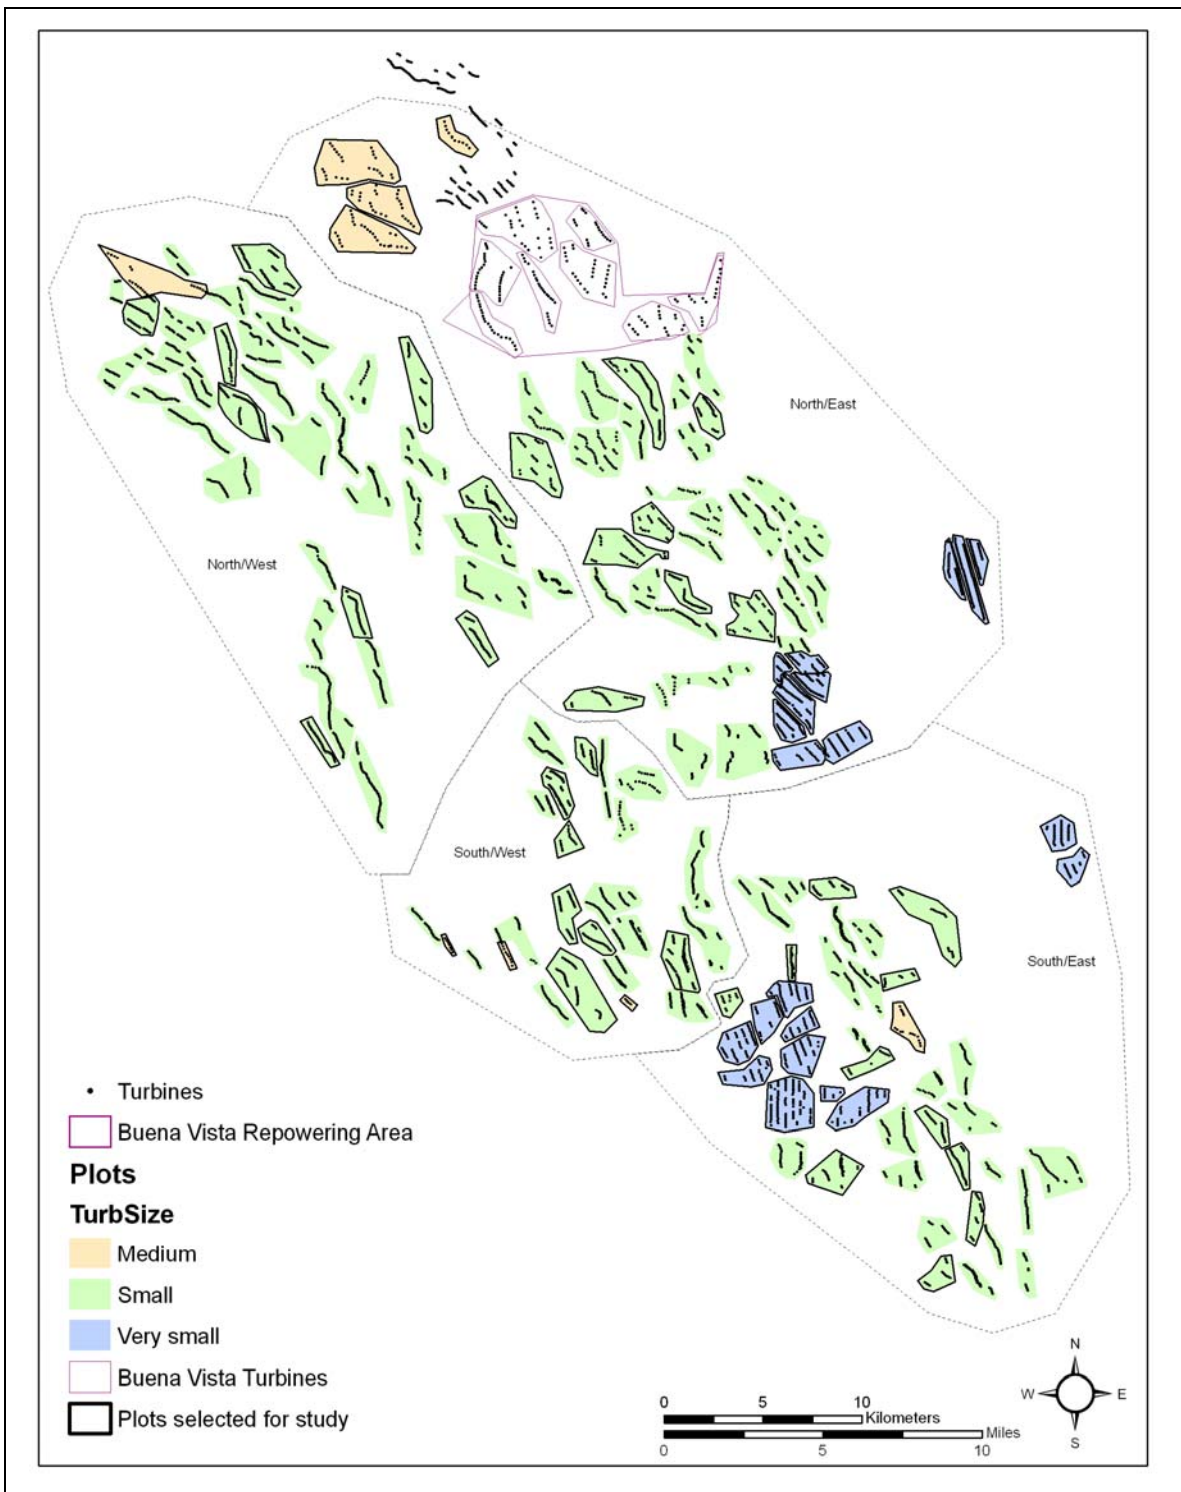 North/East
North/West
South/West
South/East
Turbines
Buena Vista Repowering Area
Plots
TurbSize
Medium
Small
Very small
Buena Vista Turbines
Plots selected for study
N
W E
S
0 5 10
Kilometers
Miles
0 5 10